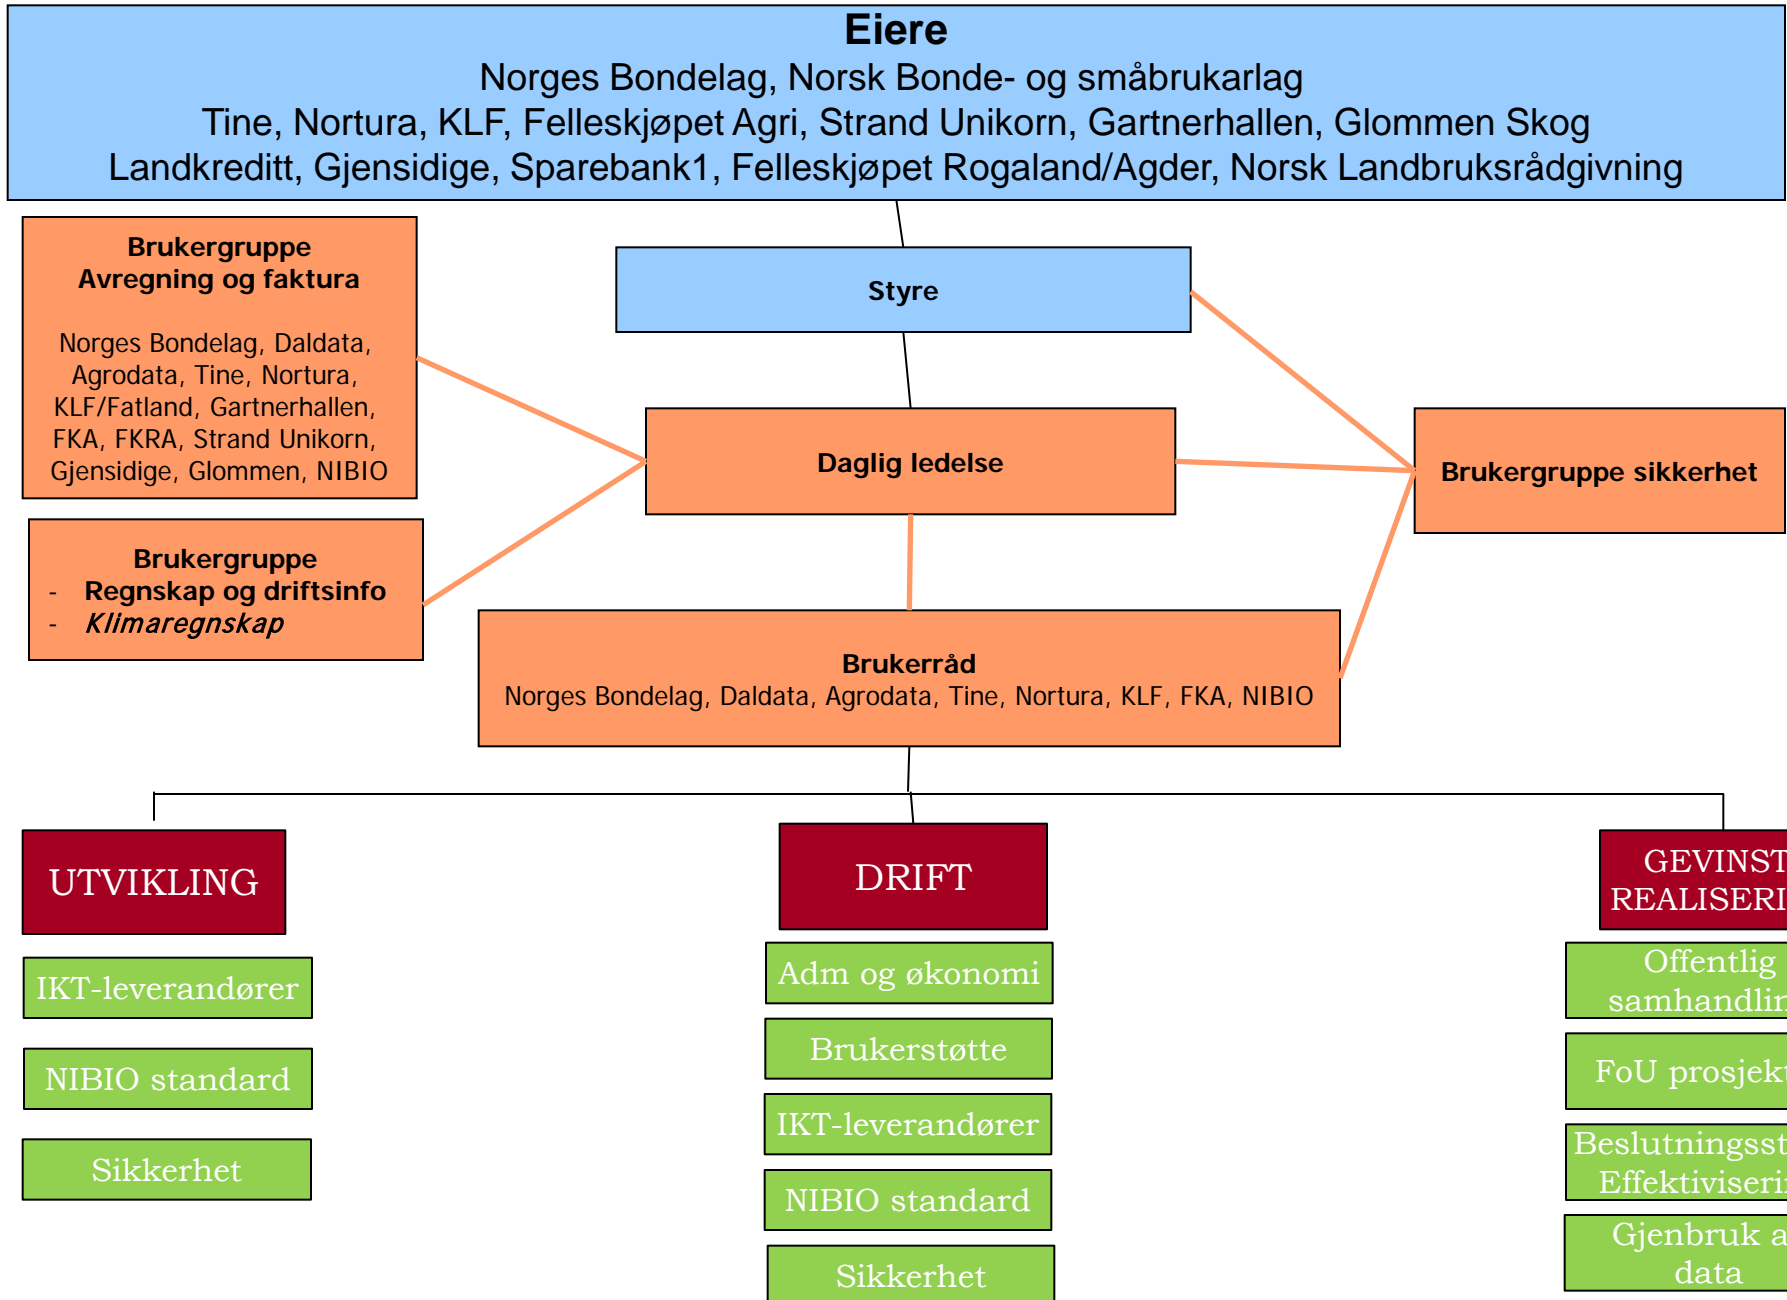 Eiere
Norges Bondelag, Norsk Bonde- og småbrukarlag
Tine, Nortura, KLF, Felleskjøpet Agri, Strand Unikorn, Gartnerhallen, Glommen Skog
Landkreditt, Gjensidige, Sparebank1, Felleskjøpet Rogaland/Agder, Norsk Landbruksrådgivning
Brukergruppe
Avregning og faktura
Norges Bondelag, Daldata,
Agrodata, Tine, Nortura,
KLF/Fatland, Gartnerhallen,
FKA, FKRA, Strand Unikorn,
Gjensidige, Glommen, NIBIO
Styre
Daglig ledelse
Brukergruppe sikkerhet
Brukergruppe
- Regnskap og driftsinfo
- Klimaregnskap
Brukerråd
Norges Bondelag, Daldata, Agrodata, Tine, Nortura, KLF, FKA, NIBIO
UTVIKLING
IKT-leverandører
NIBIO standard
Sikkerhet
DRIFT
Adm og økonomi
Brukerstøtte
IKT-leverandører
NIBIO standard
Sikkerhet
GEVINST
Offentlig
FoU
Gjenbruk
data